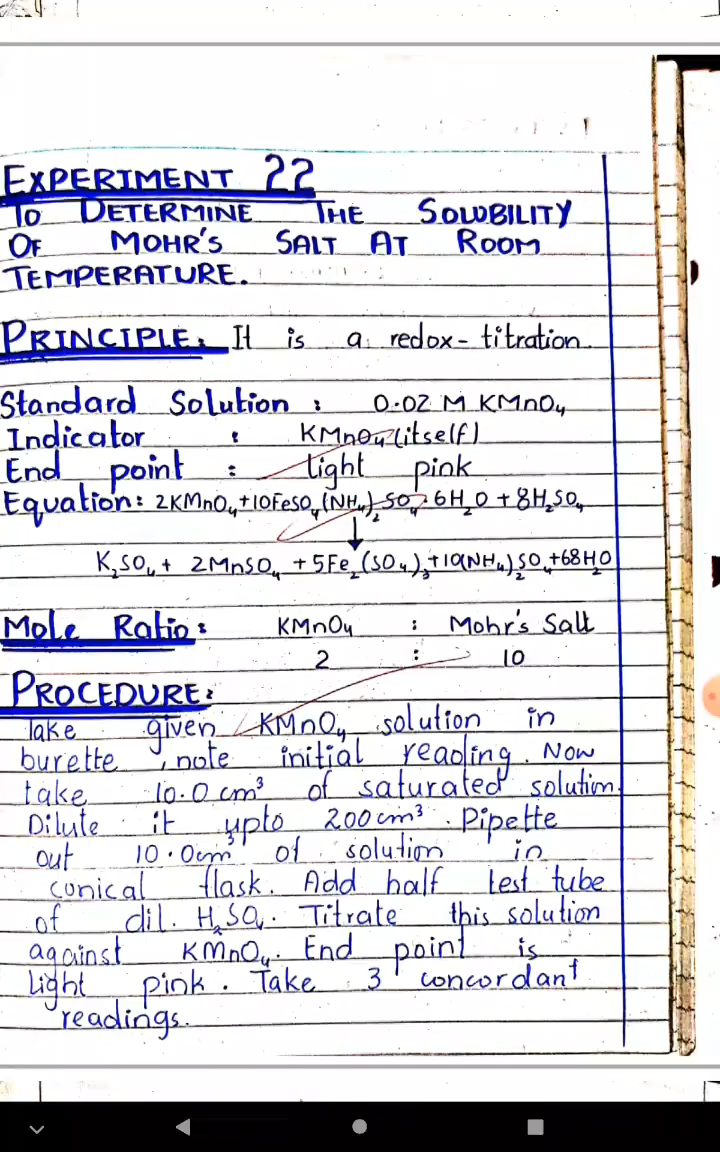 EXPERIMENT 22
TO DETERMINE THE SOLUBILITY
OF MOHR'S SALT AT ROOM
TEMPERATURE.
PRINCIPLE: It is a redox-titration
Standard Solution : 0.02 M KMnO₄
Indicator : KMnO₄ (itself)
End point : light pink
Equation: 2KMnO₄+10FeSO₄(NH₄)₂SO₄.6H₂O + 8H₂SO₄
↓
K₂SO₄ + 2MnSO₄ + 5Fe₂(SO₄)₃+10(NH₄)₂SO₄+68H₂O
Mole Ratio: KMnO₄ : Mohr's Salt
2 : 10
PROCEDURE:
Take given KMnO₄ solution in
burette, note initial reading. Now
take 10.0 cm³ of saturated solution.
Dilute it upto 200cm³. Pipette
out 10.0cm³ of solution in
conical flask. Add half test tube
of dil. H₂SO₄. Titrate this solution
against KMnO₄. End point is
light pink. Take 3 concordant
readings.